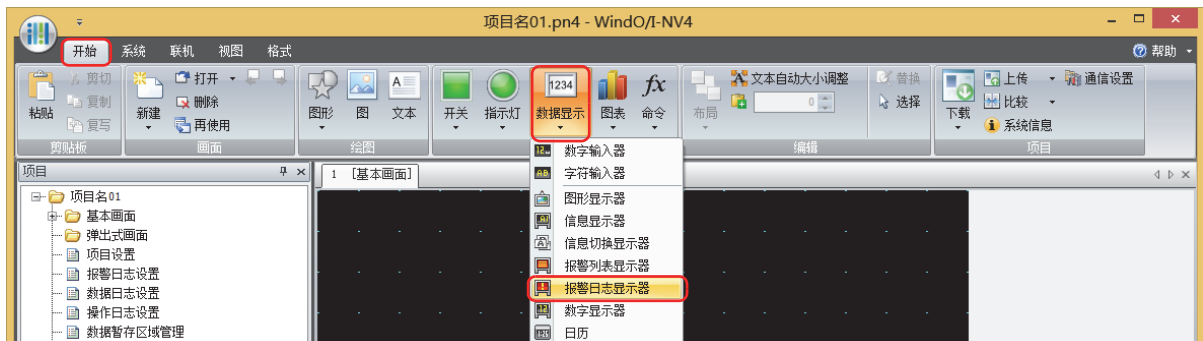 项目名01.pn4 - WindO/I-NV4
开始 系统 联机 视图 格式 帮助
剪切 打开 文本自动大小调整 替换 上传 通信设置
复制 删除 0 选择 比较
粘贴 复写 新建 再使用 图形 图 文本 开关 指示灯 数据显示 图表 命令 布局 下载 系统信息
剪贴板 画面 绘图 编辑 项目
项目 1 [基本画面]
项目名01
基本画面
弹出式画面
项目设置
报警日志设置
数据日志设置
操作日志设置
数据暂存区域管理
1234
A
fx
数字输入器
字符输入器
图形显示器
信息显示器
信息切换显示器
报警列表显示器
报警日志显示器
数字显示器
日历